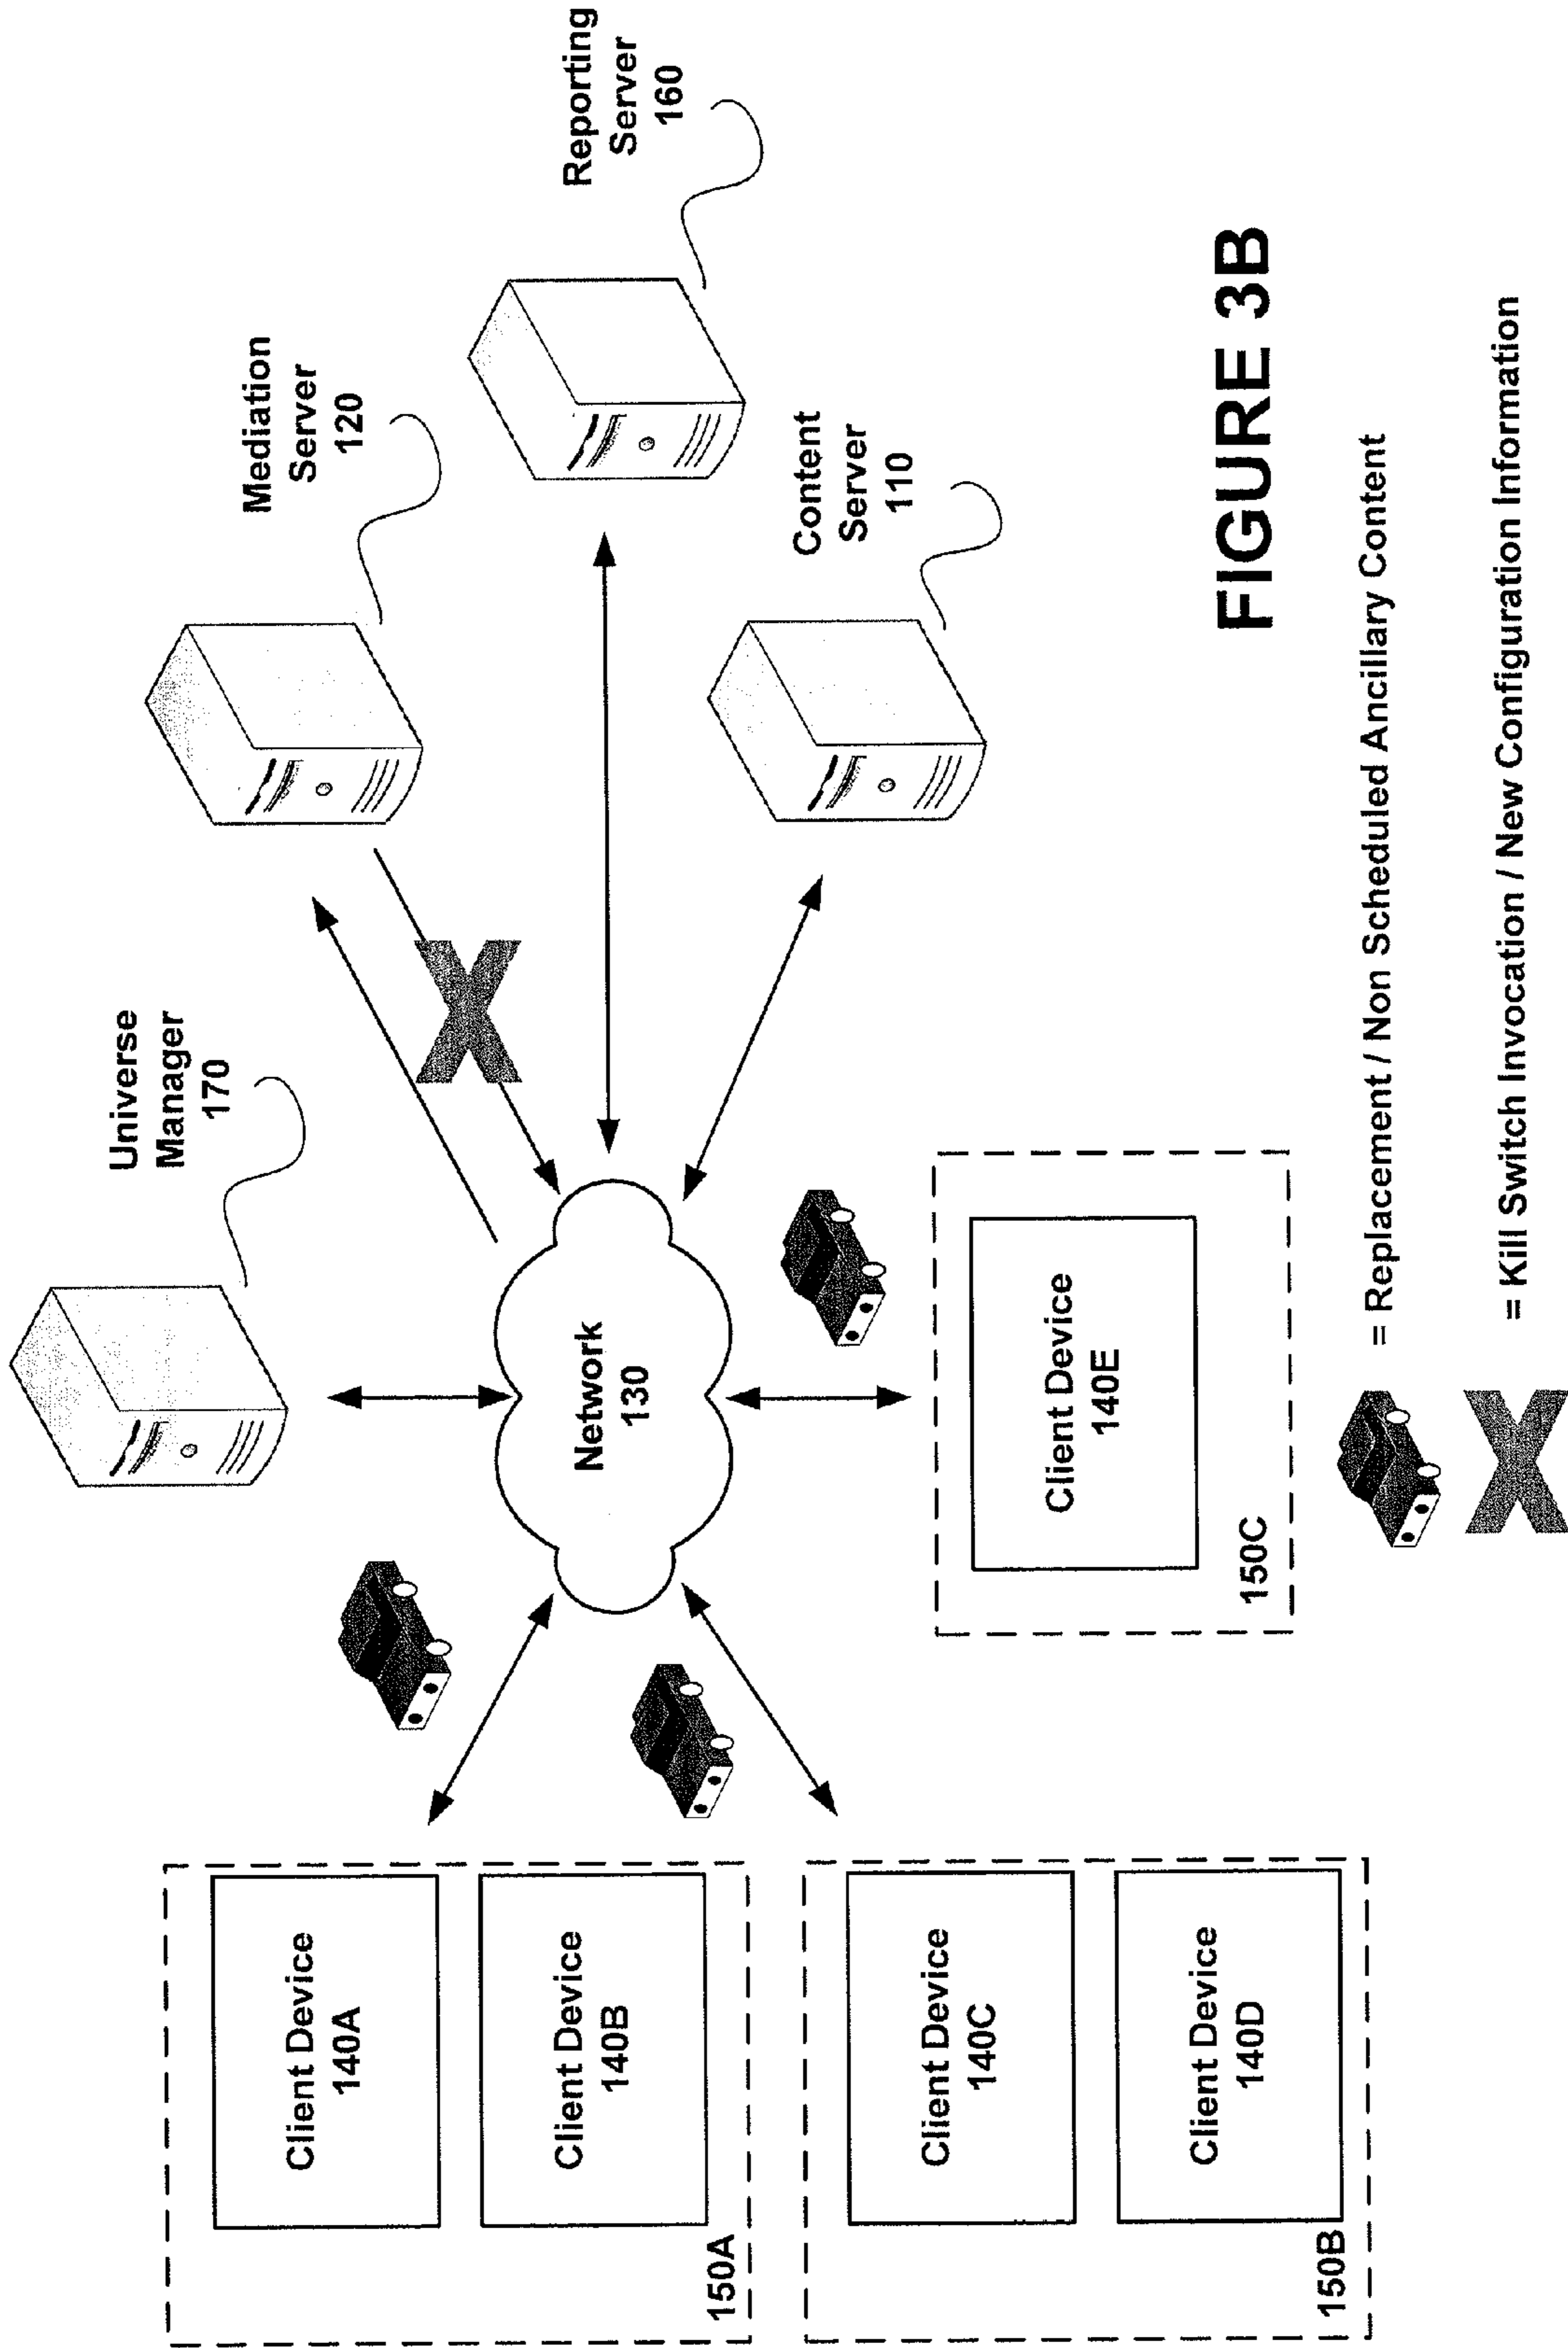 Universe
Manager
170
Mediation
Server
120
Reporting
Server
160
Content
Server
110
Network
130
Client Device
140A
Client Device
140B
150A
Client Device
140C
Client Device
140D
150B
Client Device
140E
150C
FIGURE 3B
= Replacement / Non Scheduled Ancillary Content
X = Kill Switch Invocation / New Configuration Information
X